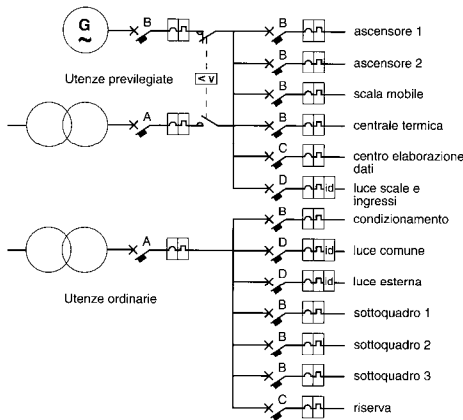 G
B
B
ascensore 1
B
ascensore 2
Utenze previlegiate
< v
B
scala mobile
A
B
centrale termica
C
centro elaborazione
dati
D
id
luce scale e
ingressi
B
condizionamento
A
D
id
luce comune
D
id
luce esterna
Utenze ordinarie
B
sottoquadro 1
B
sottoquadro 2
B
sottoquadro 3
C
riserva